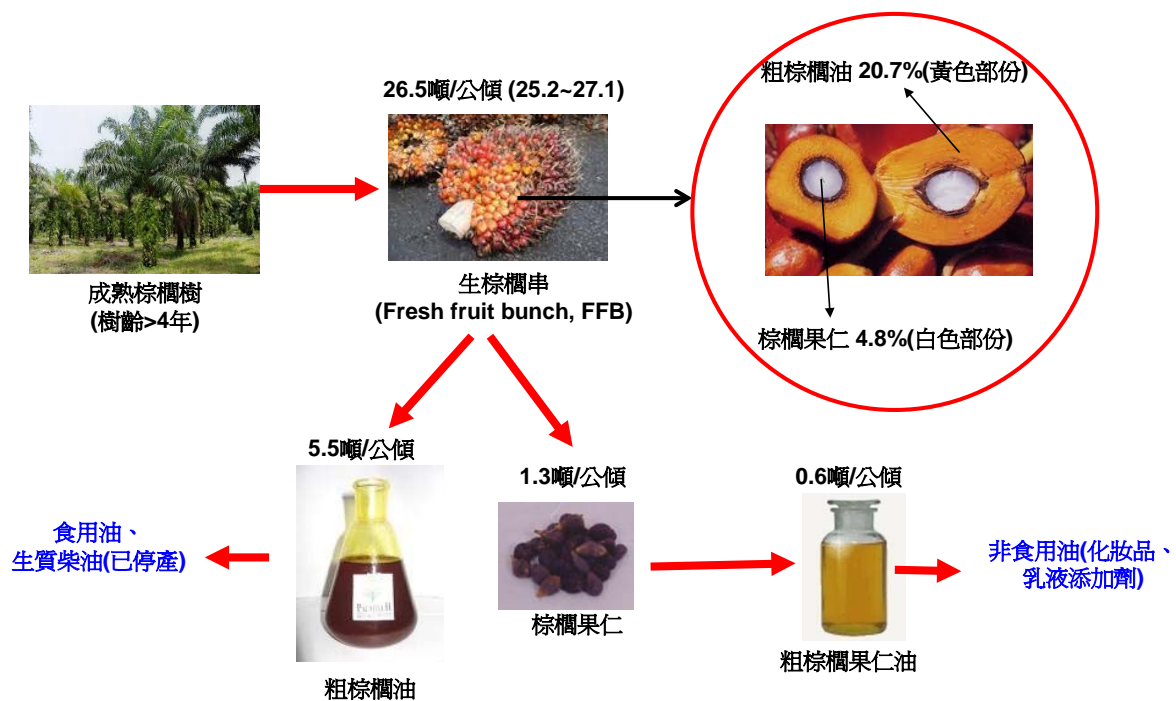 粗棕櫚油 20.7%(黃色部份)
26.5噸/公傾 (25.2~27.1)
成熟棕櫚樹
(樹齡>4年)
生棕櫚串
(Fresh fruit bunch, FFB)
棕櫚果仁 4.8%(白色部份)
5.5噸/公傾
1.3噸/公傾
0.6噸/公傾
食用油、
生質柴油(已停產)
非食用油(化妝品、
乳液添加劑)
棕櫚果仁
粗棕櫚果仁油
粗棕櫚油